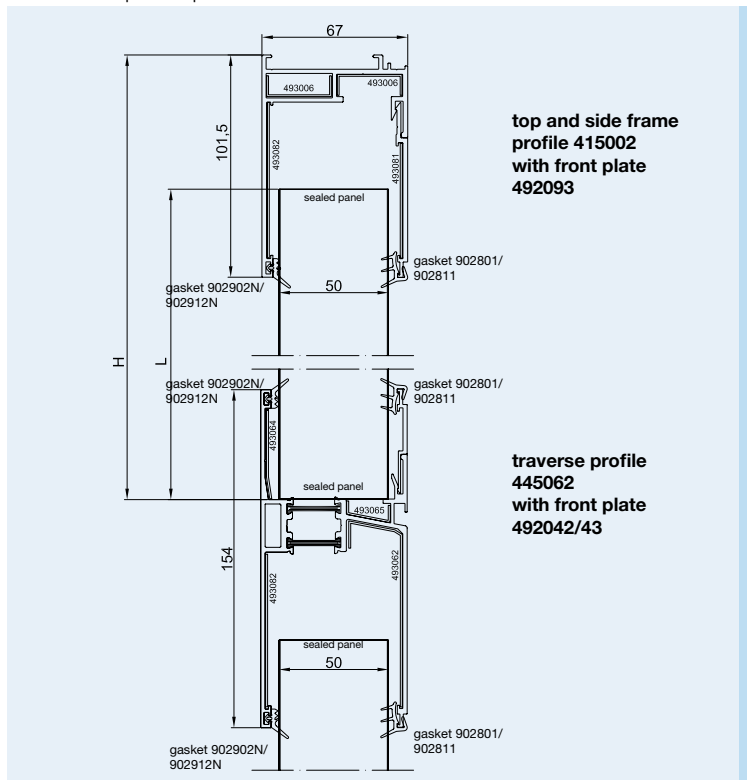 67
493006
493006
101,5
493082
493081
top and side frame
profile 415002
with front plate
492093
sealed panel
gasket 902902N/
902912N
50
gasket 902801/
902811
H
L
gasket 902902N/
902912N
gasket 902801/
902811
493064
sealed panel
traverse profile
445062
with front plate
492042/43
493065
154
493082
493062
sealed panel
50
gasket 902902N/
902912N
gasket 902801/
902811